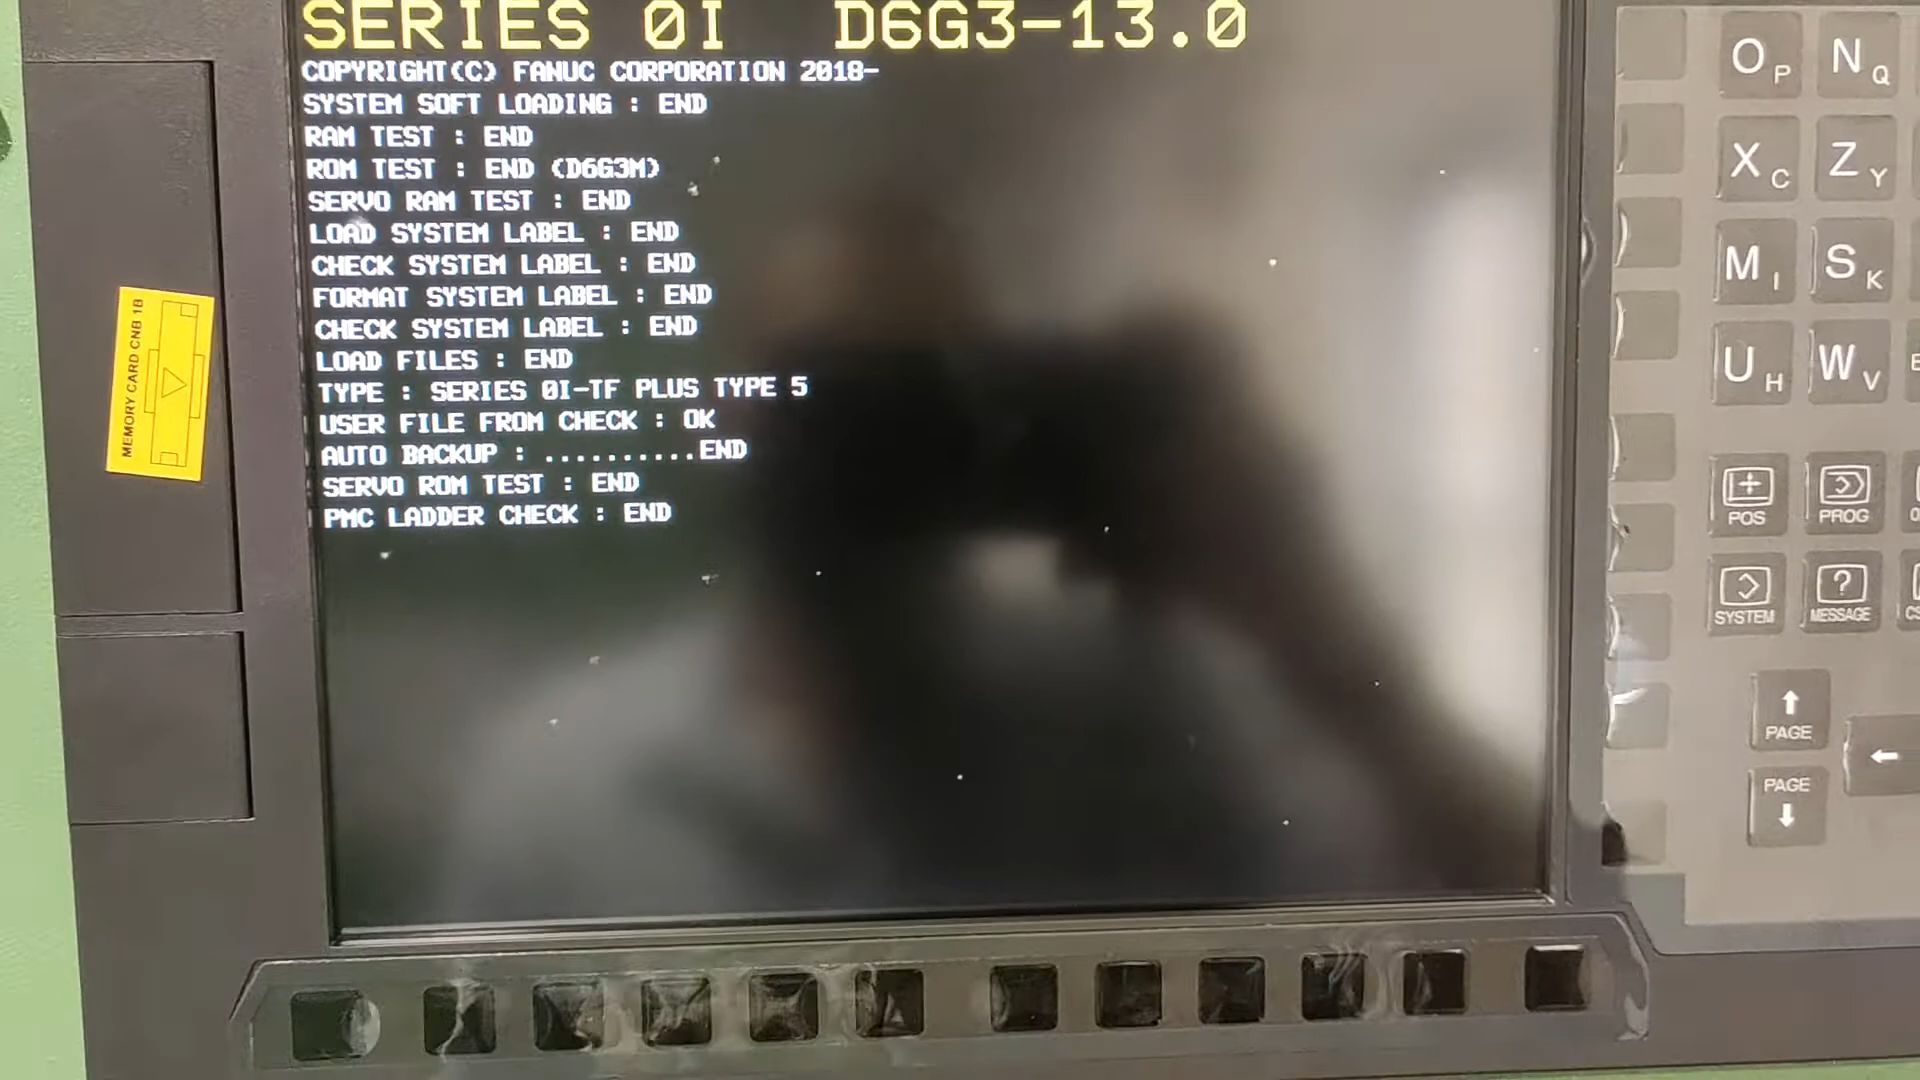 SERIES 0I D6G3-13.0
COPYRIGHT(C) FANUC CORPORATION 2018-
SYSTEM SOFT LOADING : END
RAM TEST : END
ROM TEST : END (D6G3M)
SERVO RAM TEST : END
LOAD SYSTEM LABEL : END
CHECK SYSTEM LABEL : END
FORMAT SYSTEM LABEL : END
CHECK SYSTEM LABEL : END
LOAD FILES : END
TYPE : SERIES 0I-TF PLUS TYPE 5
USER FILE FROM CHECK : OK
AUTO BACKUP : ..........END
SERVO ROM TEST : END
PMC LADDER CHECK : END
MEMORY CARD CNB 1B
O P N Q
X C Z Y
M I S K
U H W V
POS PROG
SYSTEM MESSAGE
PAGE
PAGE